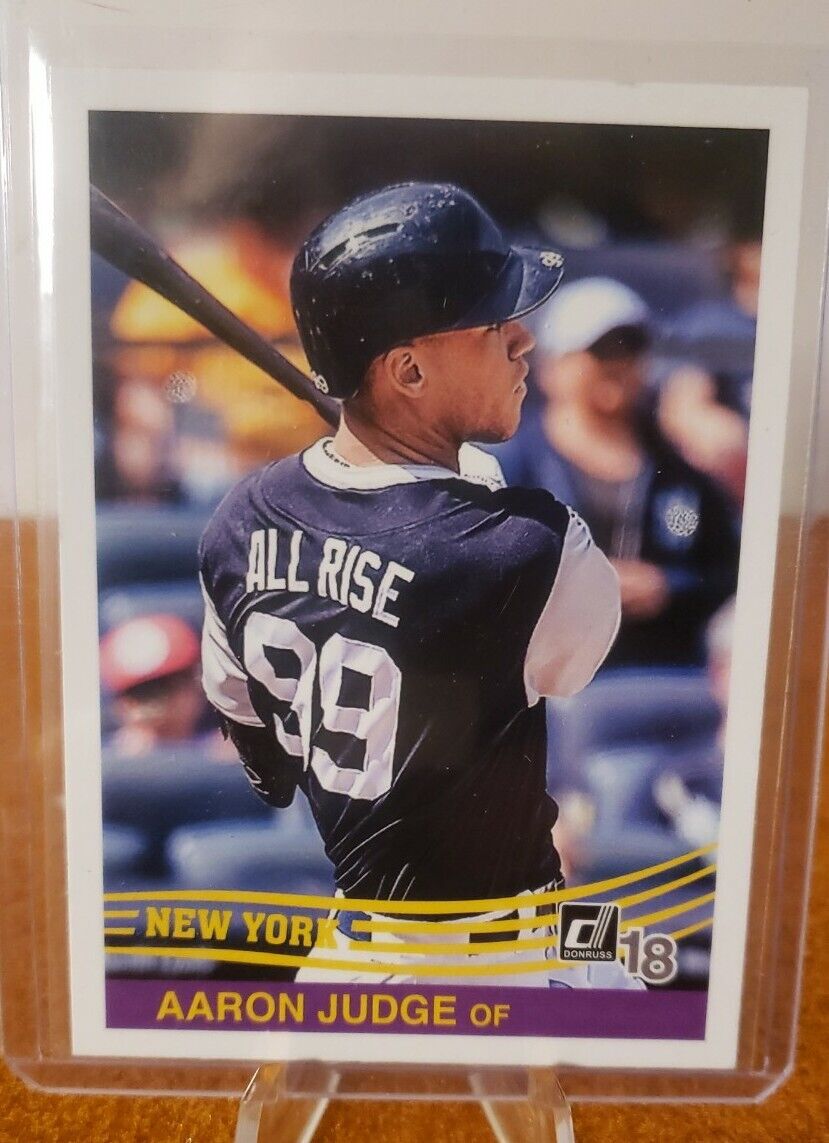 ALL RISE
99
NEW YORK
DONRUSS
18
AARON JUDGE OF